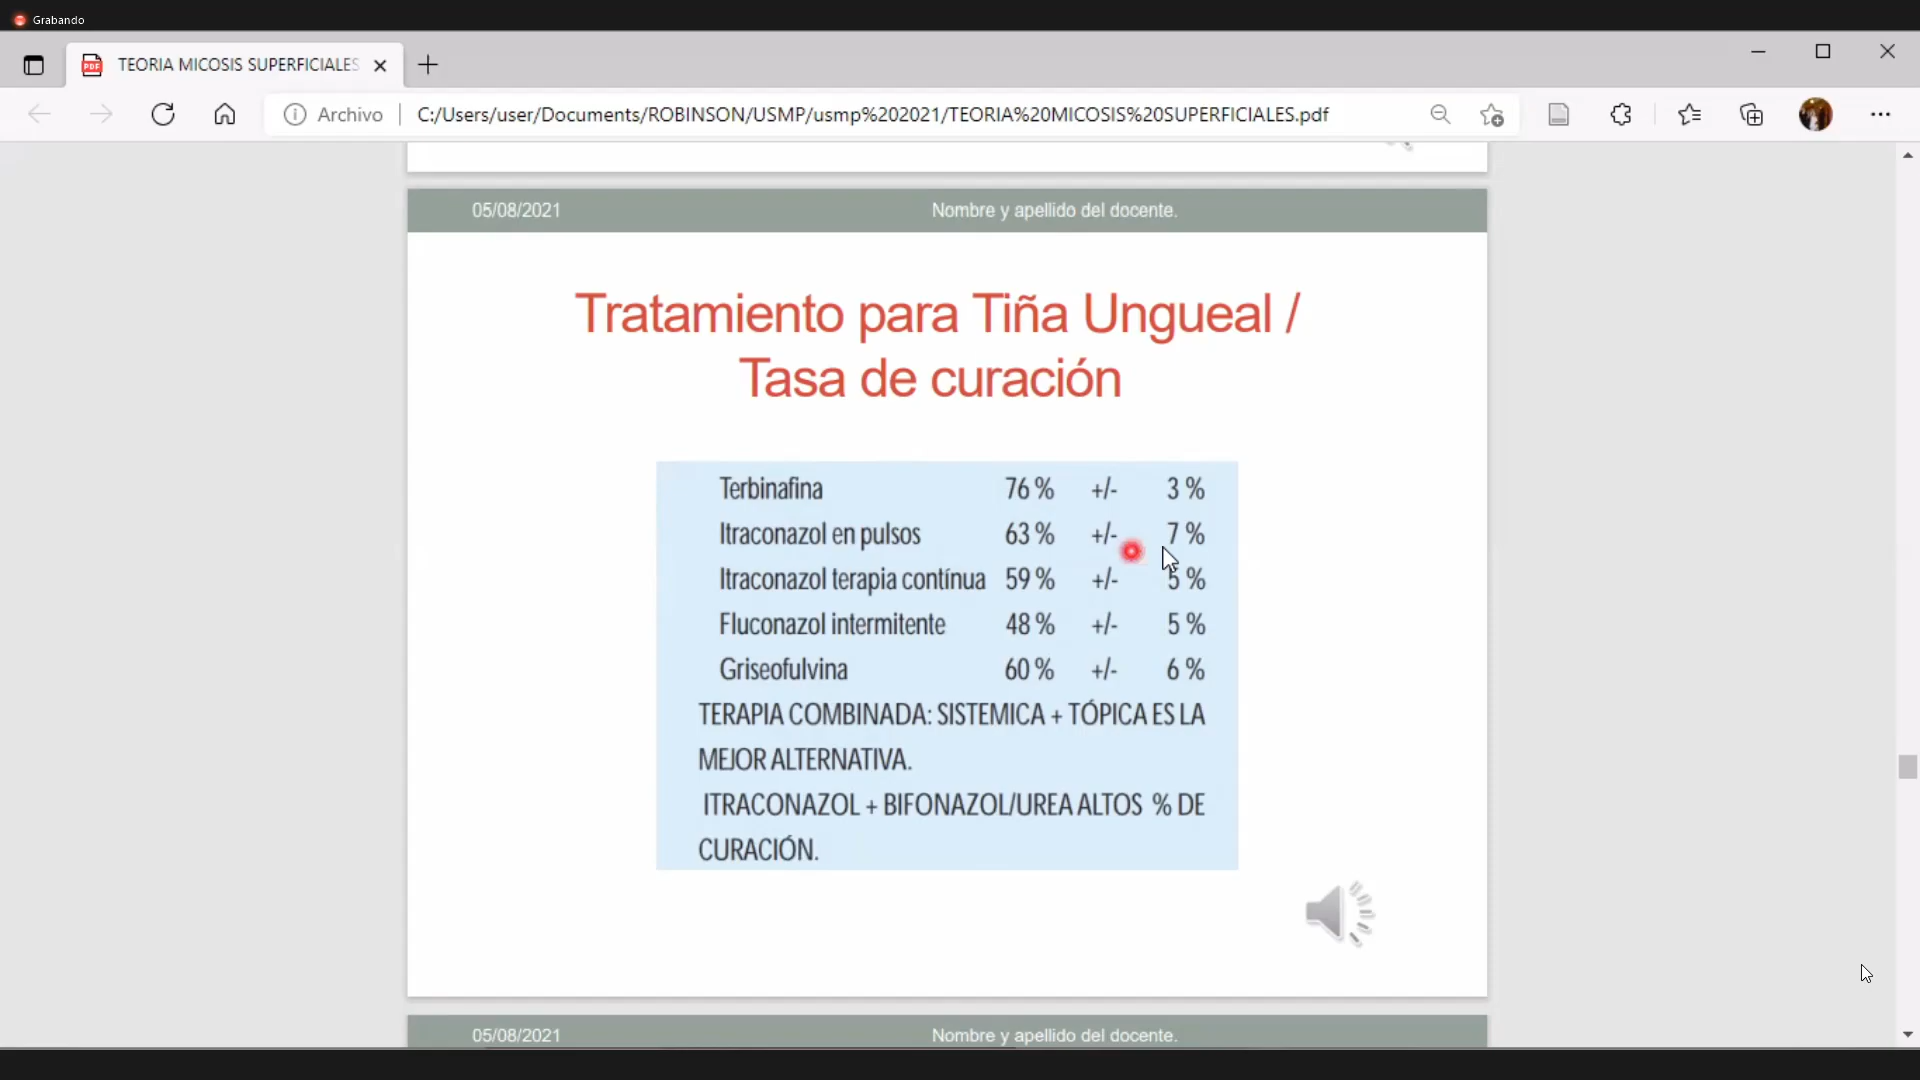 Grabando
TEORIA MICOSIS SUPERFICIALES
Archivo C:/Users/user/Documents/ROBINSON/USMP/usmp%202021/TEORIA%20MICOSIS%20SUPERFICIALES.pdf
05/08/2021 Nombre y apellido del docente.
Tratamiento para Tiña Ungueal /
Tasa de curación
Terbinafina 76 % +/- 3 %
Itraconazol en pulsos 63 % +/- 7 %
Itraconazol terapia contínua 59 % +/- 5 %
Fluconazol intermitente 48 % +/- 5 %
Griseofulvina 60 % +/- 6 %
TERAPIA COMBINADA: SISTEMICA + TÓPICA ES LA
MEJOR ALTERNATIVA.
ITRACONAZOL + BIFONAZOL/UREA ALTOS % DE
CURACIÓN.
05/08/2021 Nombre y apellido del docente.